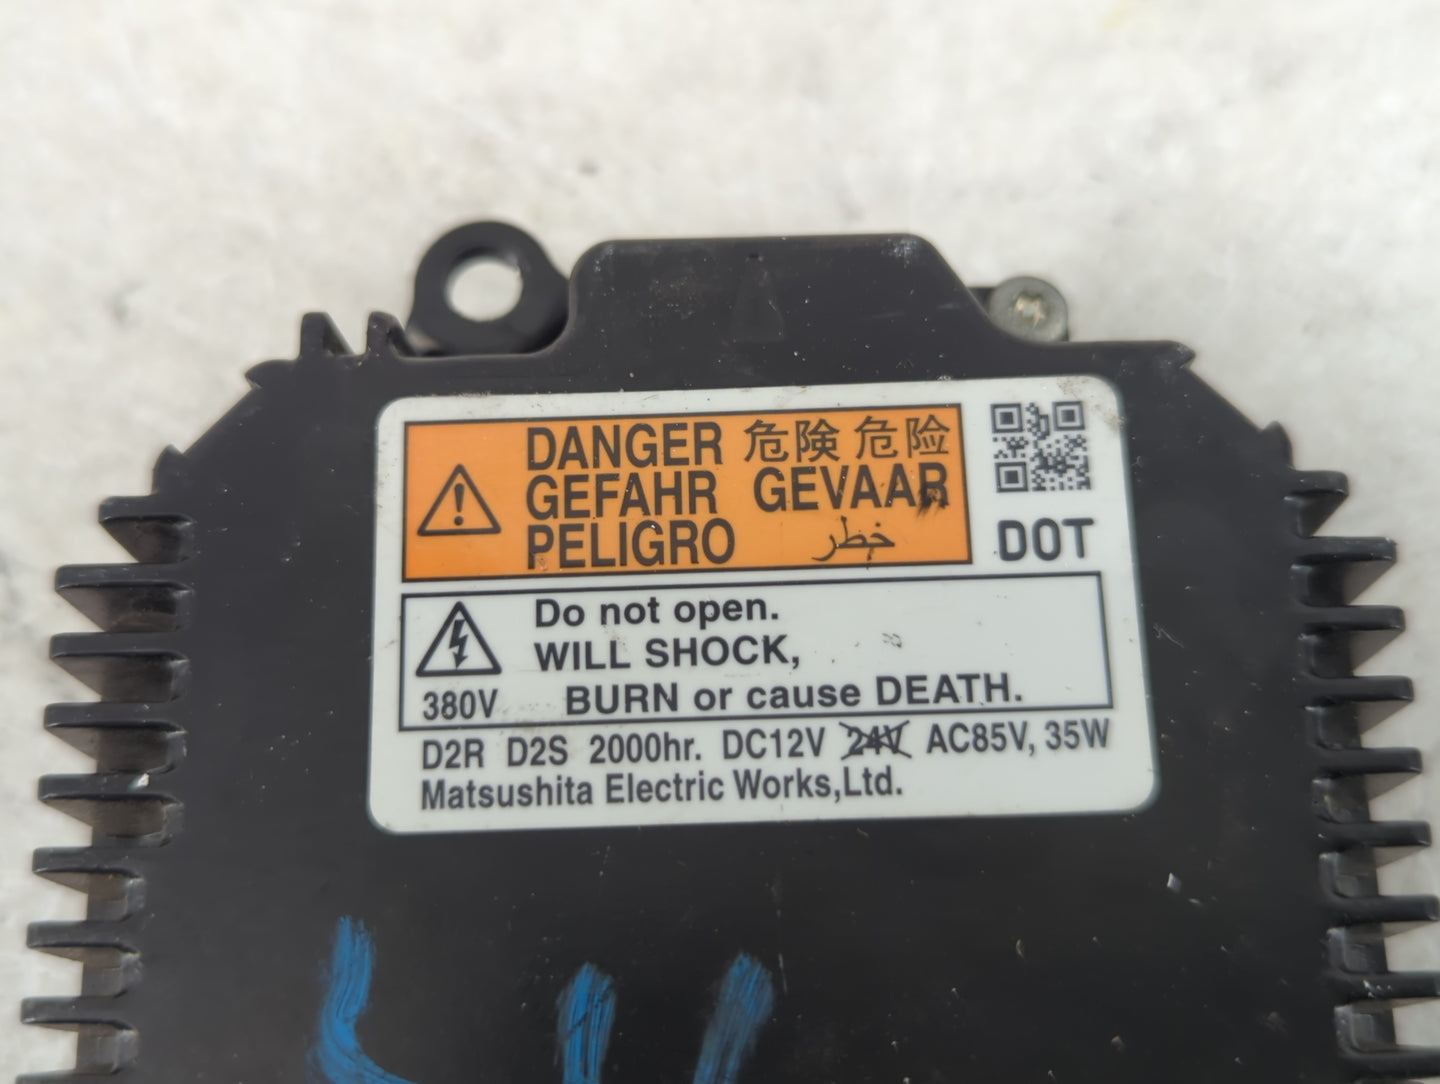 DANGER 危険 危险
GEFAHR GEVAAR
PELIGRO خطر
DOT
Do not open.
WILL SHOCK,
380V BURN or cause DEATH.
D2R D2S 2000hr. DC12V 24V AC85V, 35W
Matsushita Electric Works,Ltd.